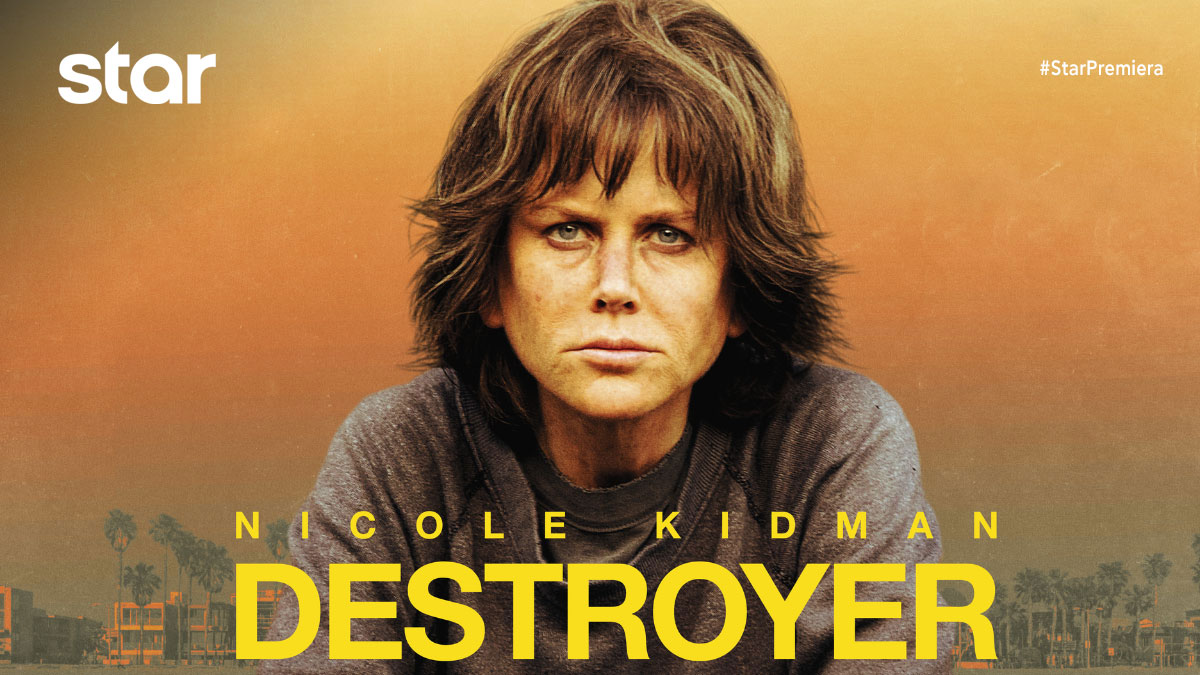 star
#StarPremiera
NICOLE KIDMAN
DESTROYER